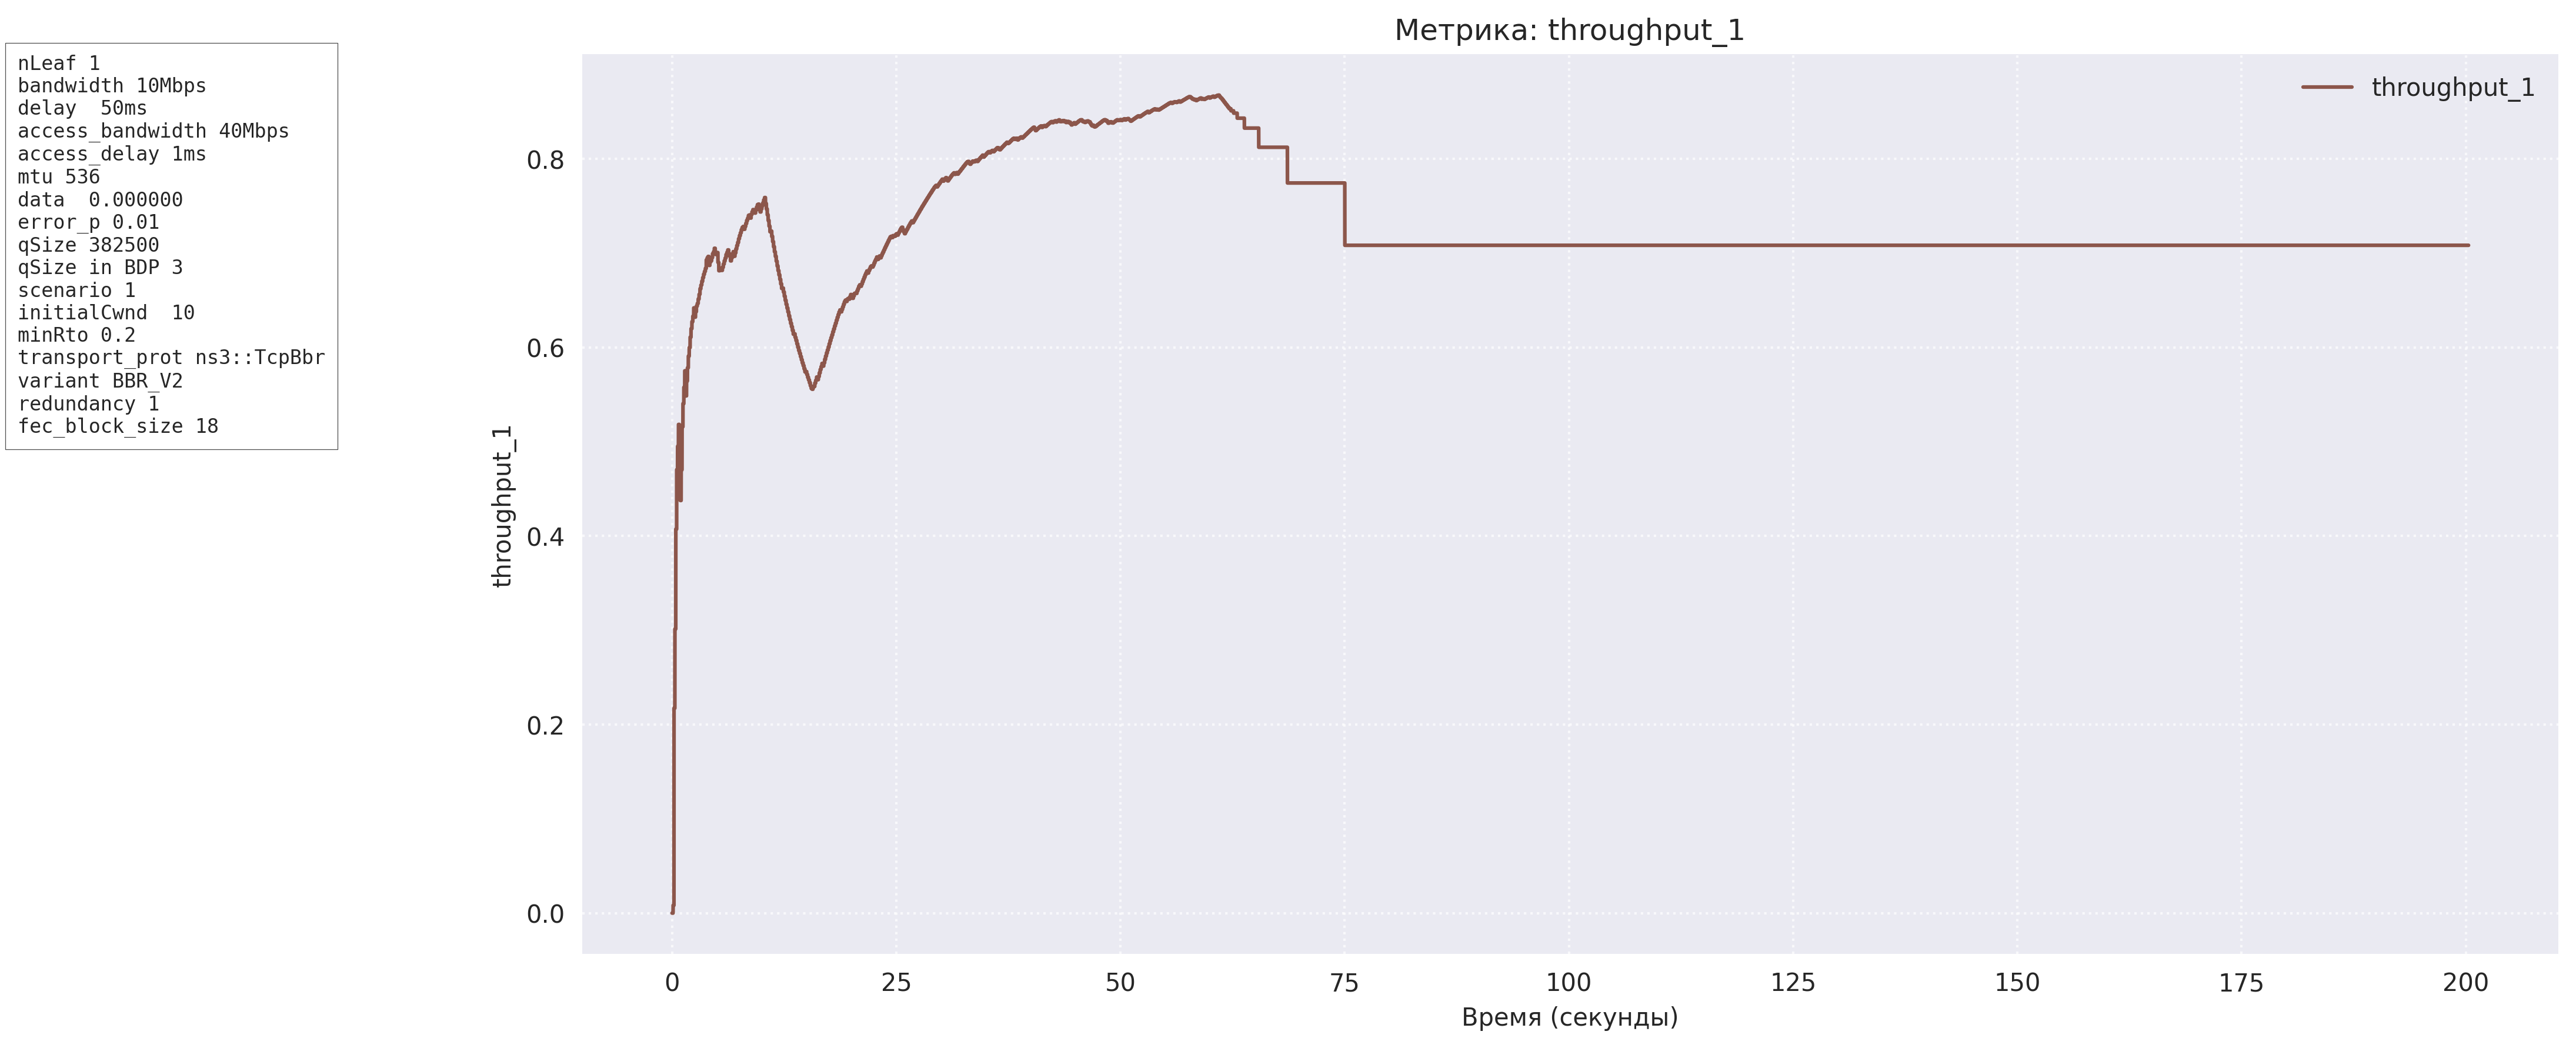 Метрика: throughput_1
nLeaf 1
bandwidth 10Mbps
delay  50ms
access_bandwidth 40Mbps
access_delay 1ms
mtu 536
data  0.000000
error_p 0.01
qSize 382500
qSize in BDP 3
scenario 1
initialCwnd  10
minRto 0.2
transport_prot ns3::TcpBbr
variant BBR_V2
redundancy 1
fec_block_size 18
throughput_1
throughput_1
0.8
0.6
0.4
0.2
0.0
0 25 50 75 100 125 150 175 200
Время (секунды)